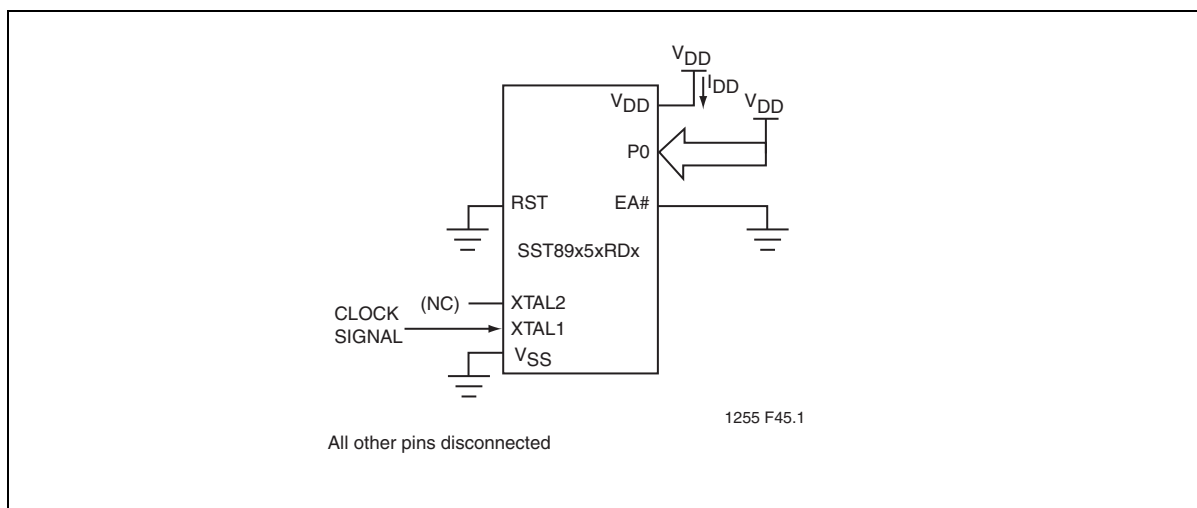 VDD
IDD
VDD
VDD
P0
RST
EA#
SST89x5xRDx
(NC)
XTAL2
CLOCK
SIGNAL
XTAL1
VSS
1255 F45.1
All other pins disconnected